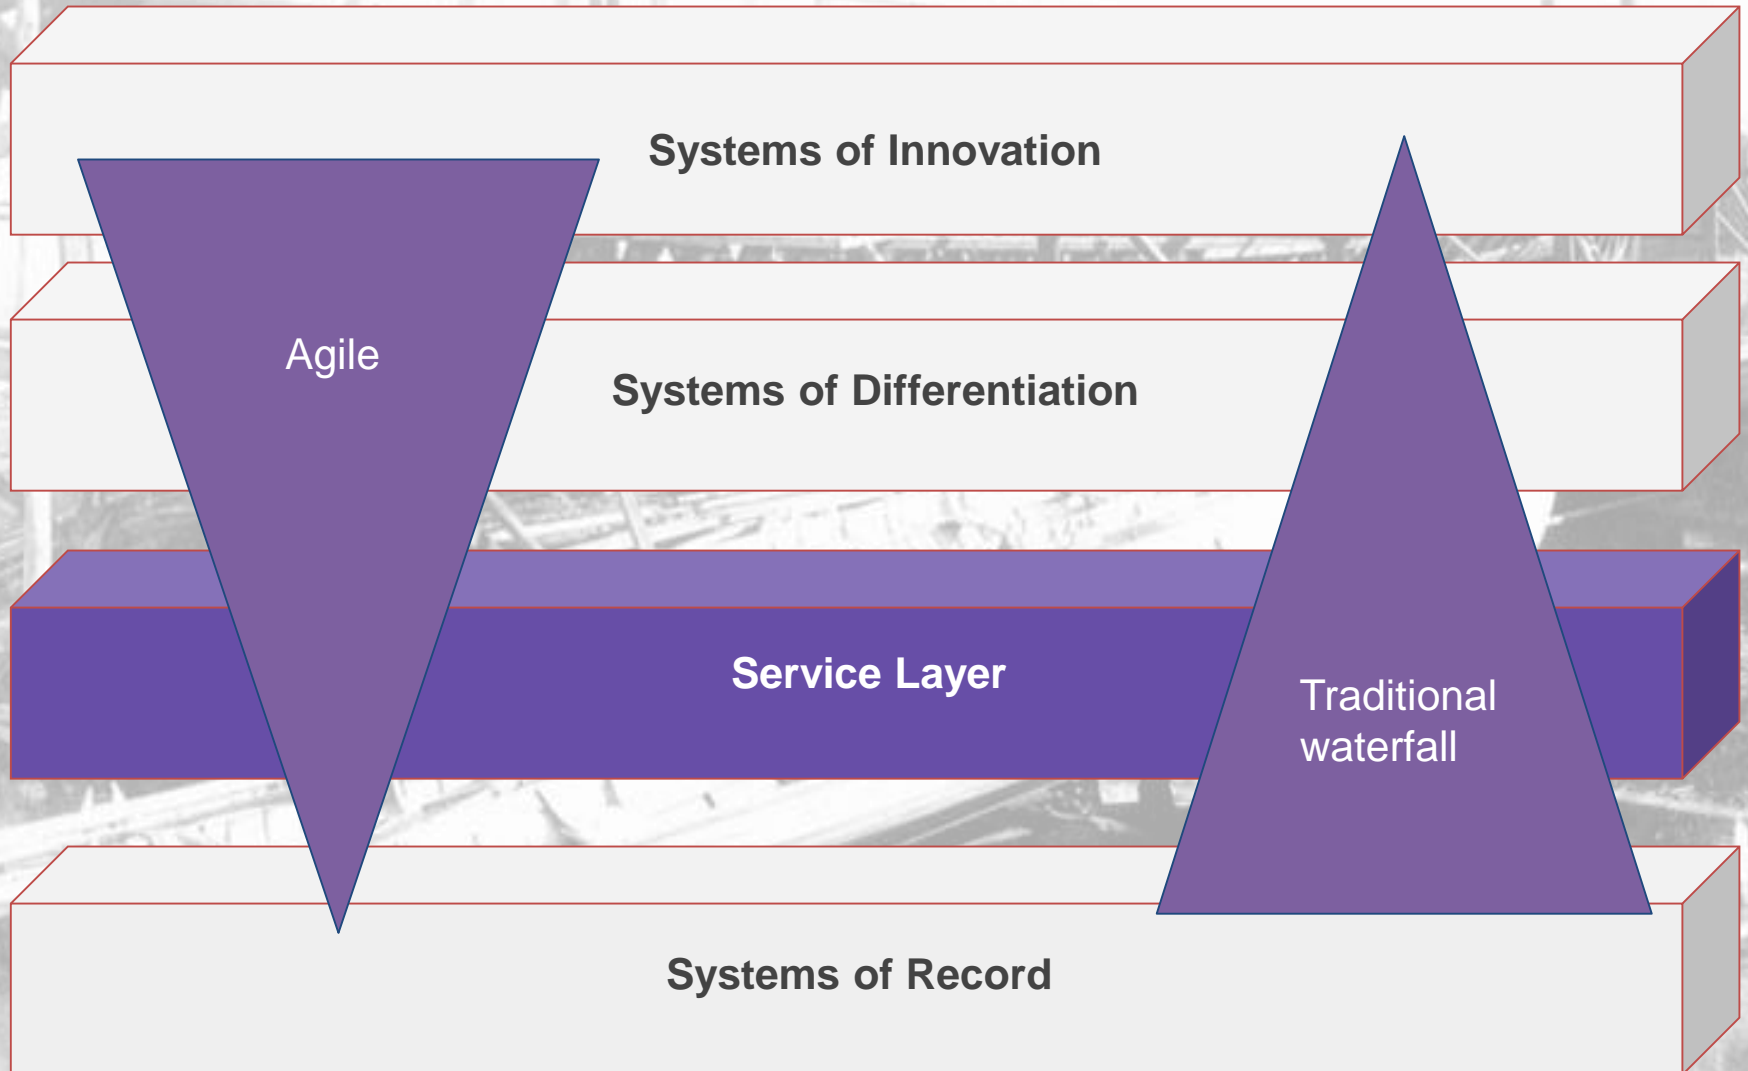 Systems of Innovation
Agile
Systems of Differentiation
Service Layer
Traditional
waterfall
Systems of Record